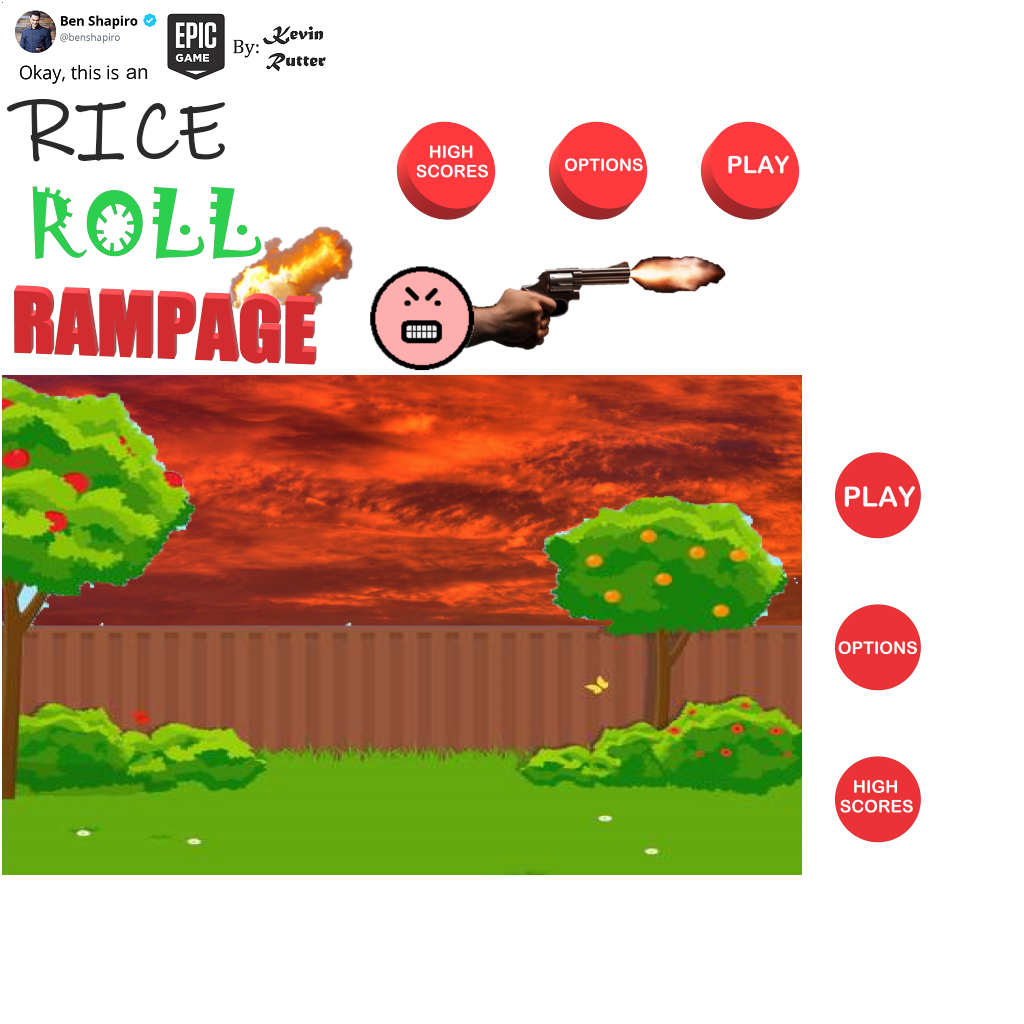 Ben Shapiro
@benshapiro
Okay, this is an
EPIC
GAME
By: Kevin
Rutter
RICE
ROLL
RAMPAGE
HIGH
SCORES
OPTIONS
PLAY
PLAY
OPTIONS
HIGH
SCORES